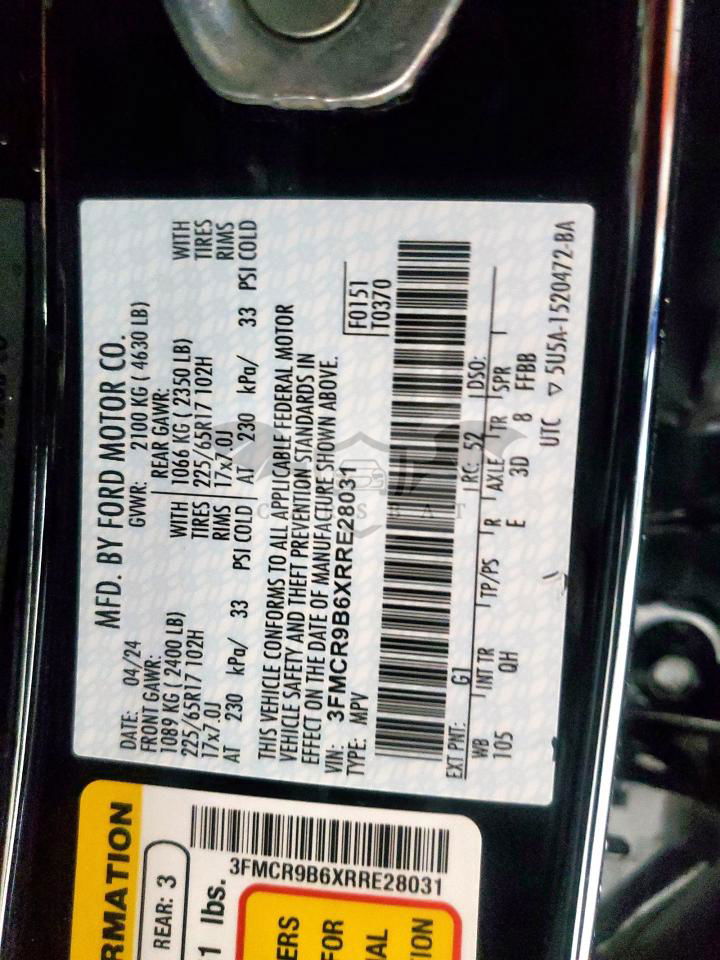 MFD. BY FORD MOTOR CO.
DATE: 04/24 GVWR: 2100 KG ( 4630 LB)
FRONT GAWR: REAR GAWR:
1089 KG ( 2400 LB) WITH 1066 KG ( 2350 LB) WITH
225/65R17 102H TIRES 225/65R17 102H TIRES
17x7.0J RIMS 17x7.0J RIMS
AT 230 kPa/ 33 PSI COLD AT 230 kPa/ 33 PSI COLD
THIS VEHICLE CONFORMS TO ALL APPLICABLE FEDERAL MOTOR
VEHICLE SAFETY AND THEFT PREVENTION STANDARDS IN
EFFECT ON THE DATE OF MANUFACTURE SHOWN ABOVE.
VIN: 3FMCR9B6XRRE28031 F0151
TYPE: MPV T0370
EXT PNT: G1 RC: 52 DSO:
WB INT TR TP/PS R AXLE TR SPR
105 QH E 3D 8 FFBB
UTC ▽ 5U5A-1520472-BA
RMATION
REAR: 3
1 lbs.
3FMCR9B6XRRE28031
ERS
FOR
IAL
ION